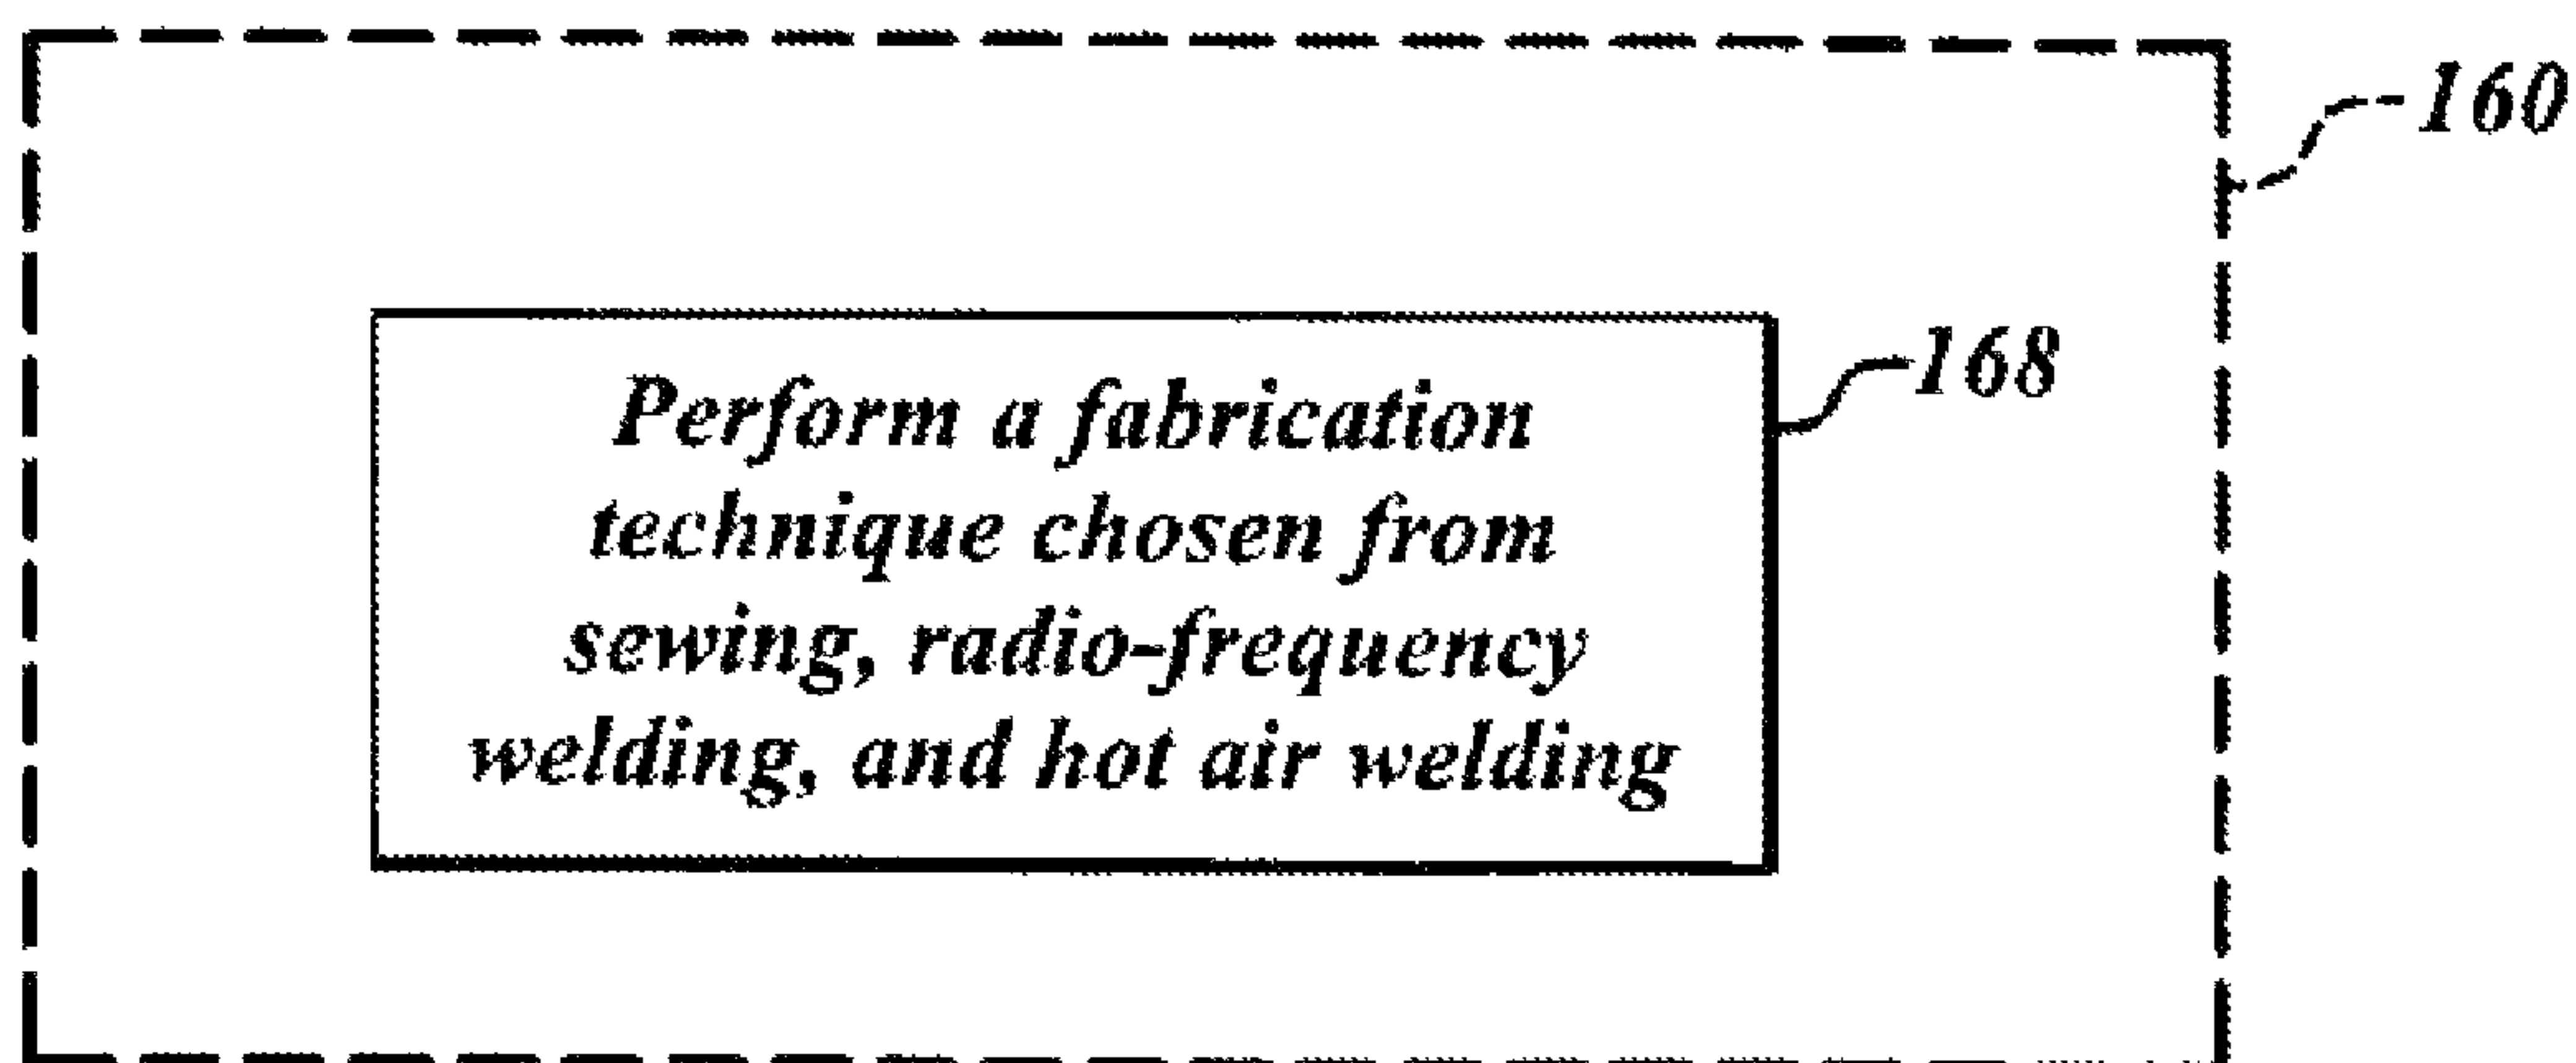 160
168
Perform a fabrication
technique chosen from
sewing, radio-frequency
welding, and hot air welding